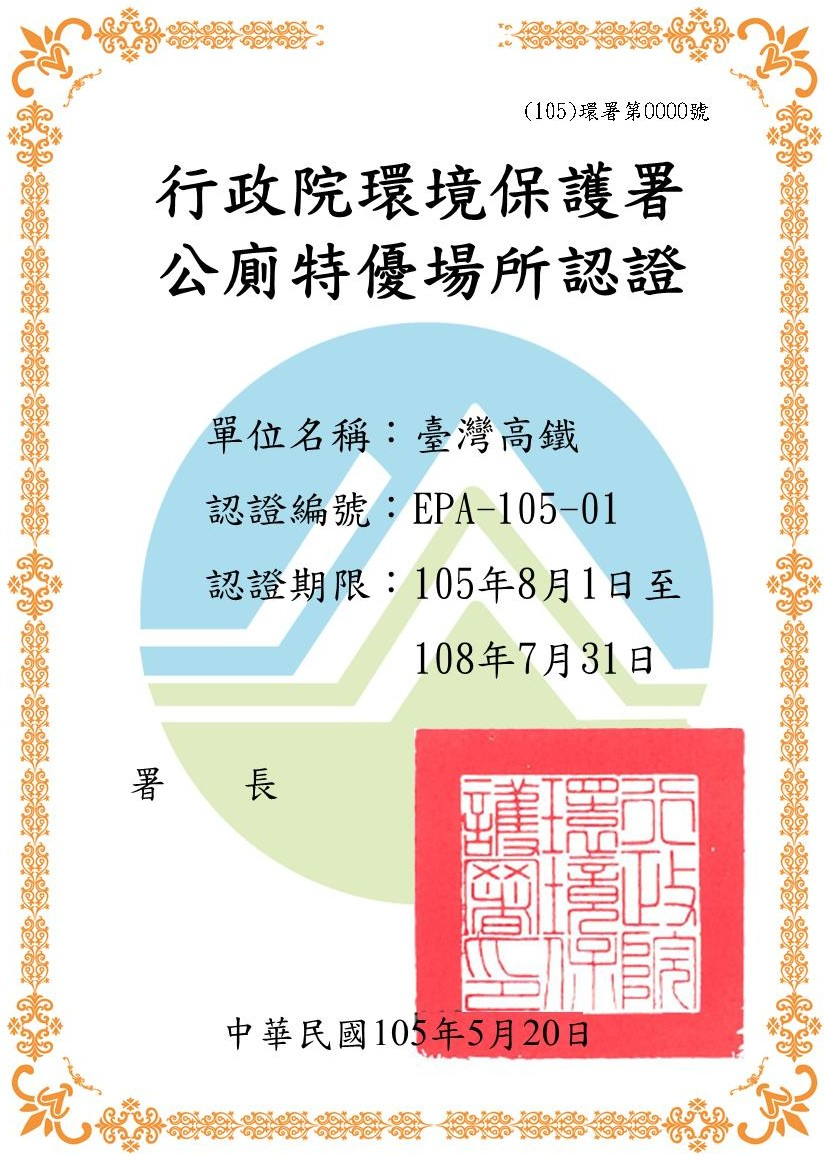 (105)環署第0000號
行政院環境保護署
公廁特優場所認證
單位名稱：臺灣高鐵
認證編號：EPA-105-01
認證期限：105年8月1日至
108年7月31日
署　　長
行政院
環境保
護署印
中華民國105年5月20日